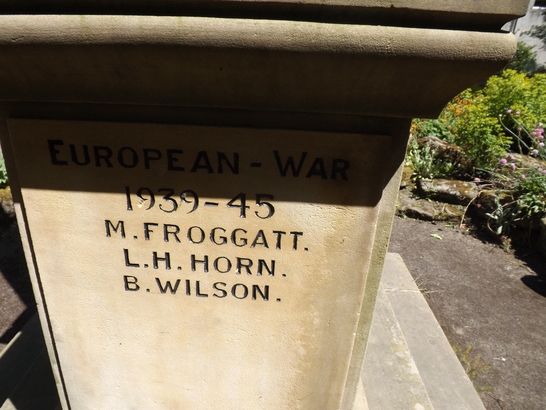 EUROPEAN-WAR
1939-45
M.FROGGATT.
L.H.HORN.
B.WILSON.